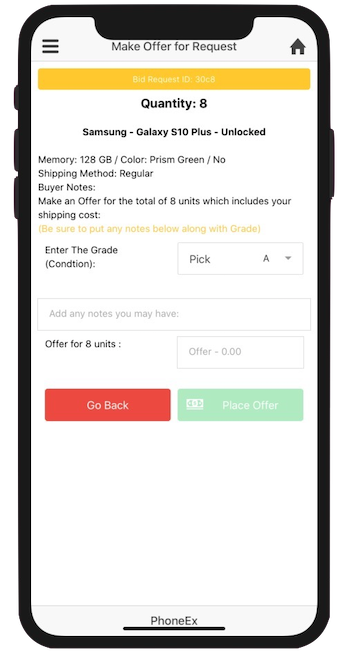 Make Offer for Request
Bid Request ID: 30c8
Quantity: 8
Samsung - Galaxy S10 Plus - Unlocked
Memory: 128 GB / Color: Prism Green / No
Shipping Method: Regular
Buyer Notes:
Make an Offer for the total of 8 units which includes your
shipping cost:
(Be sure to put any notes below along with Grade)
Enter The Grade
(Condtion):
Pick A
Add any notes you may have:
Offer for 8 units :
Offer - 0.00
Go Back
Place Offer
PhoneEx